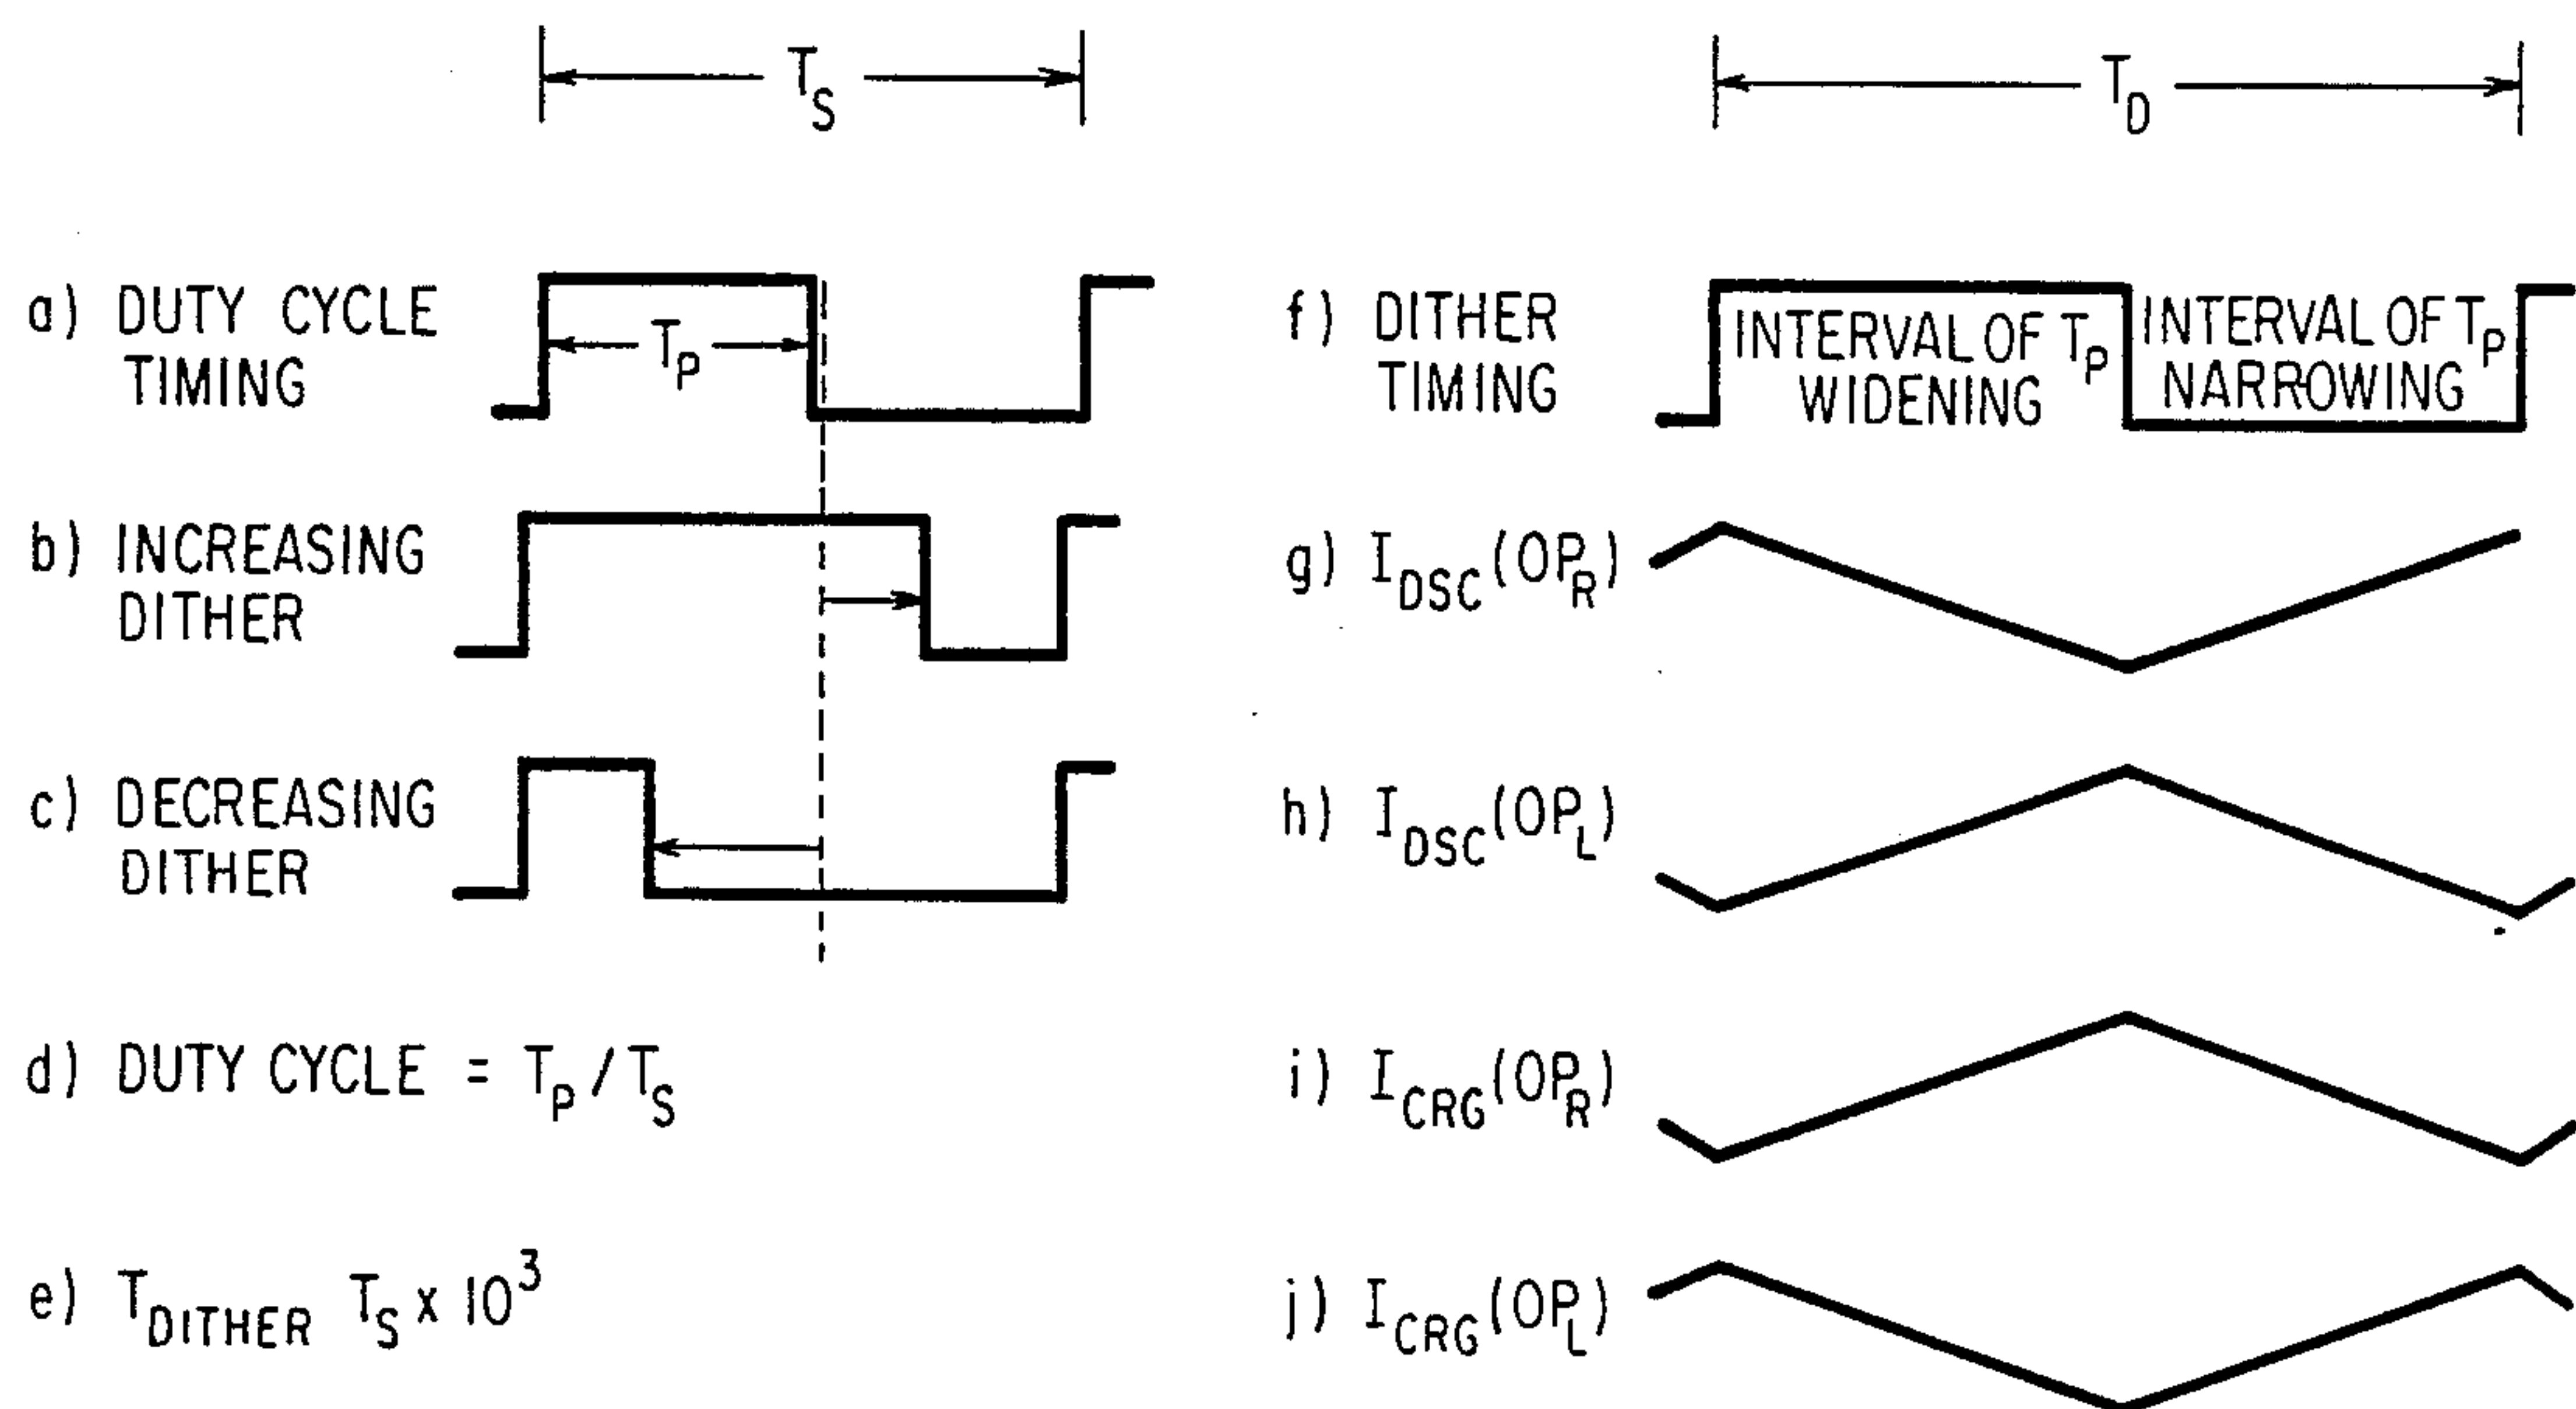 T_S
a) DUTY CYCLE
TIMING
T_P
b) INCREASING
DITHER
c) DECREASING
DITHER
d) DUTY CYCLE = T_P / T_S
e) T_DITHER T_S x 10^3
T_D
f) DITHER
TIMING
INTERVAL OF T_P
WIDENING
INTERVAL OF T_P
NARROWING
g) I_DSC (OP_R)
h) I_DSC (OP_L)
i) I_CRG (OP_R)
j) I_CRG (OP_L)